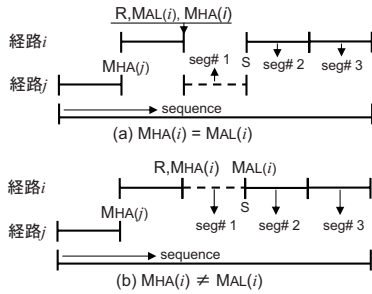 R,MAL(i), MHA(i)
経路i
seg# 1
S
seg# 2
seg# 3
経路j
MHA(j)
sequence
(a) MHA(i) = MAL(i)
R,MHA(i) MAL(i)
経路i
MHA(j)
seg# 1
S
seg# 2
seg# 3
経路j
sequence
(b) MHA(i) ≠ MAL(i)